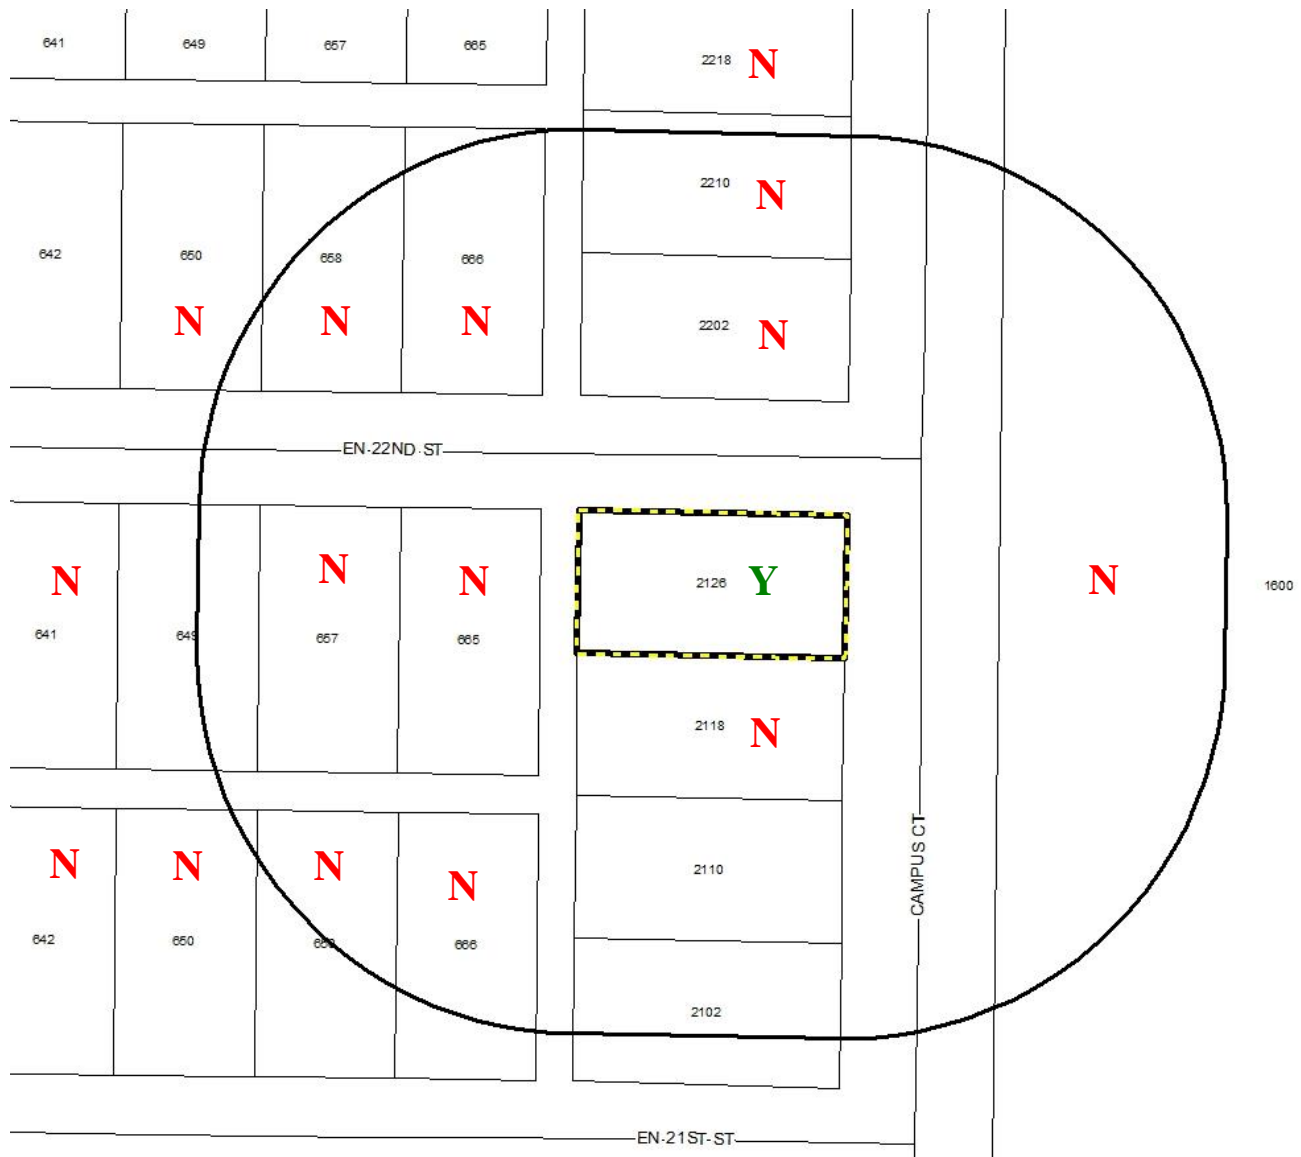 641 649 657 665
2218 N
2210 N
642 650 658 666
N N N
2202 N
EN-22ND-ST
N N N
2126 Y
N
1600
641 649 657 665
2118 N
N N N N
2110
CAMPUS CT
642 650 666
2102
EN-21ST-ST